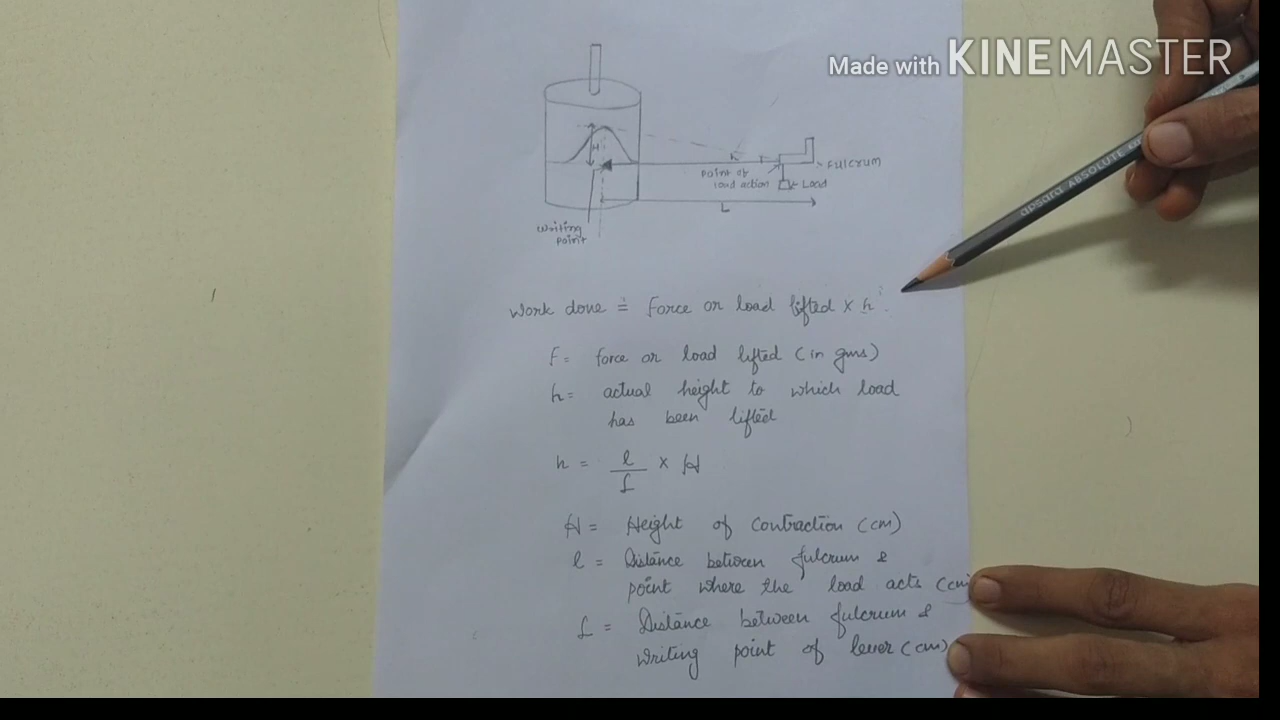 Made with KINEMASTER
H
Fulcrum
Point of
load action
Load
L
Writing
point
Work done = Force or load lifted x h.
F = force or load lifted (in gms)
h = actual height to which load
has been lifted
h = l/L x H
H = Height of contraction (cm)
l = Distance between fulcrum &
point where the load acts (cm)
L = Distance between fulcrum &
writing point of lever (cm)
apsara ABSOLUTE